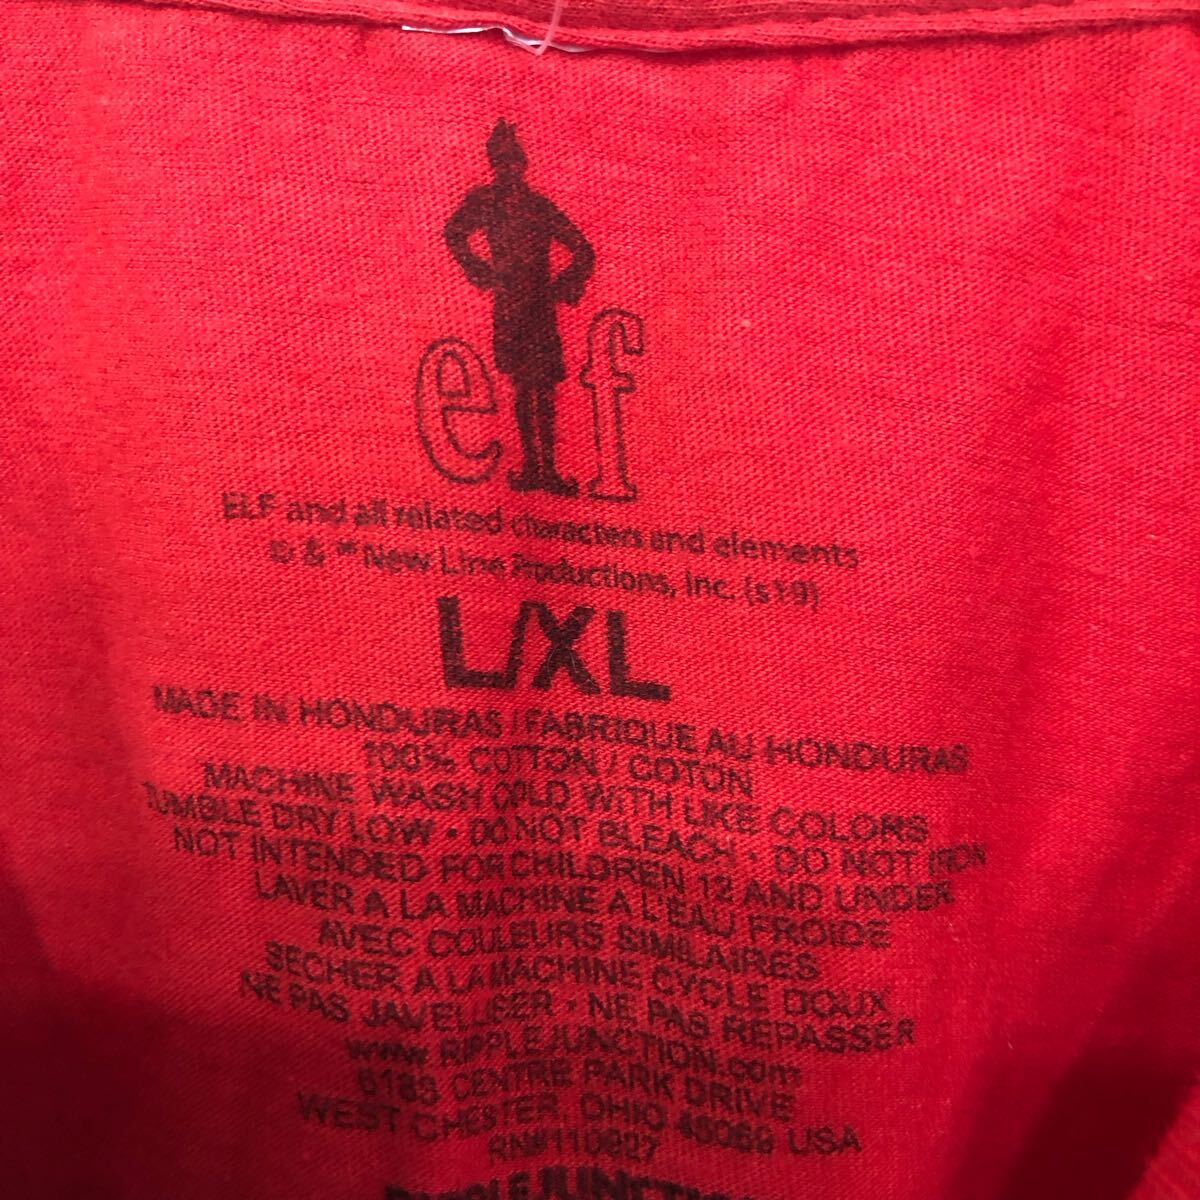 elf
ELF and all related characters and elements
© & ™ New Line Productions, Inc. (s19)
L/XL
MADE IN HONDURAS / FABRIQUE AU HONDURAS
100% COTTON / COTON
MACHINE WASH COLD WITH LIKE COLORS
TUMBLE DRY LOW • DO NOT BLEACH • DO NOT IRON
NOT INTENDED FOR CHILDREN 12 AND UNDER
LAVER A LA MACHINE A L'EAU FROIDE
AVEC COULEURS SIMILAIRES
SECHER A LA MACHINE CYCLE DOUX
NE PAS JAVELLISER • NE PAS REPASSER
www.RIPPLEJUNCTION.com
6183 CENTRE PARK DRIVE
WEST CHESTER, OHIO 45069 USA
RN#110927